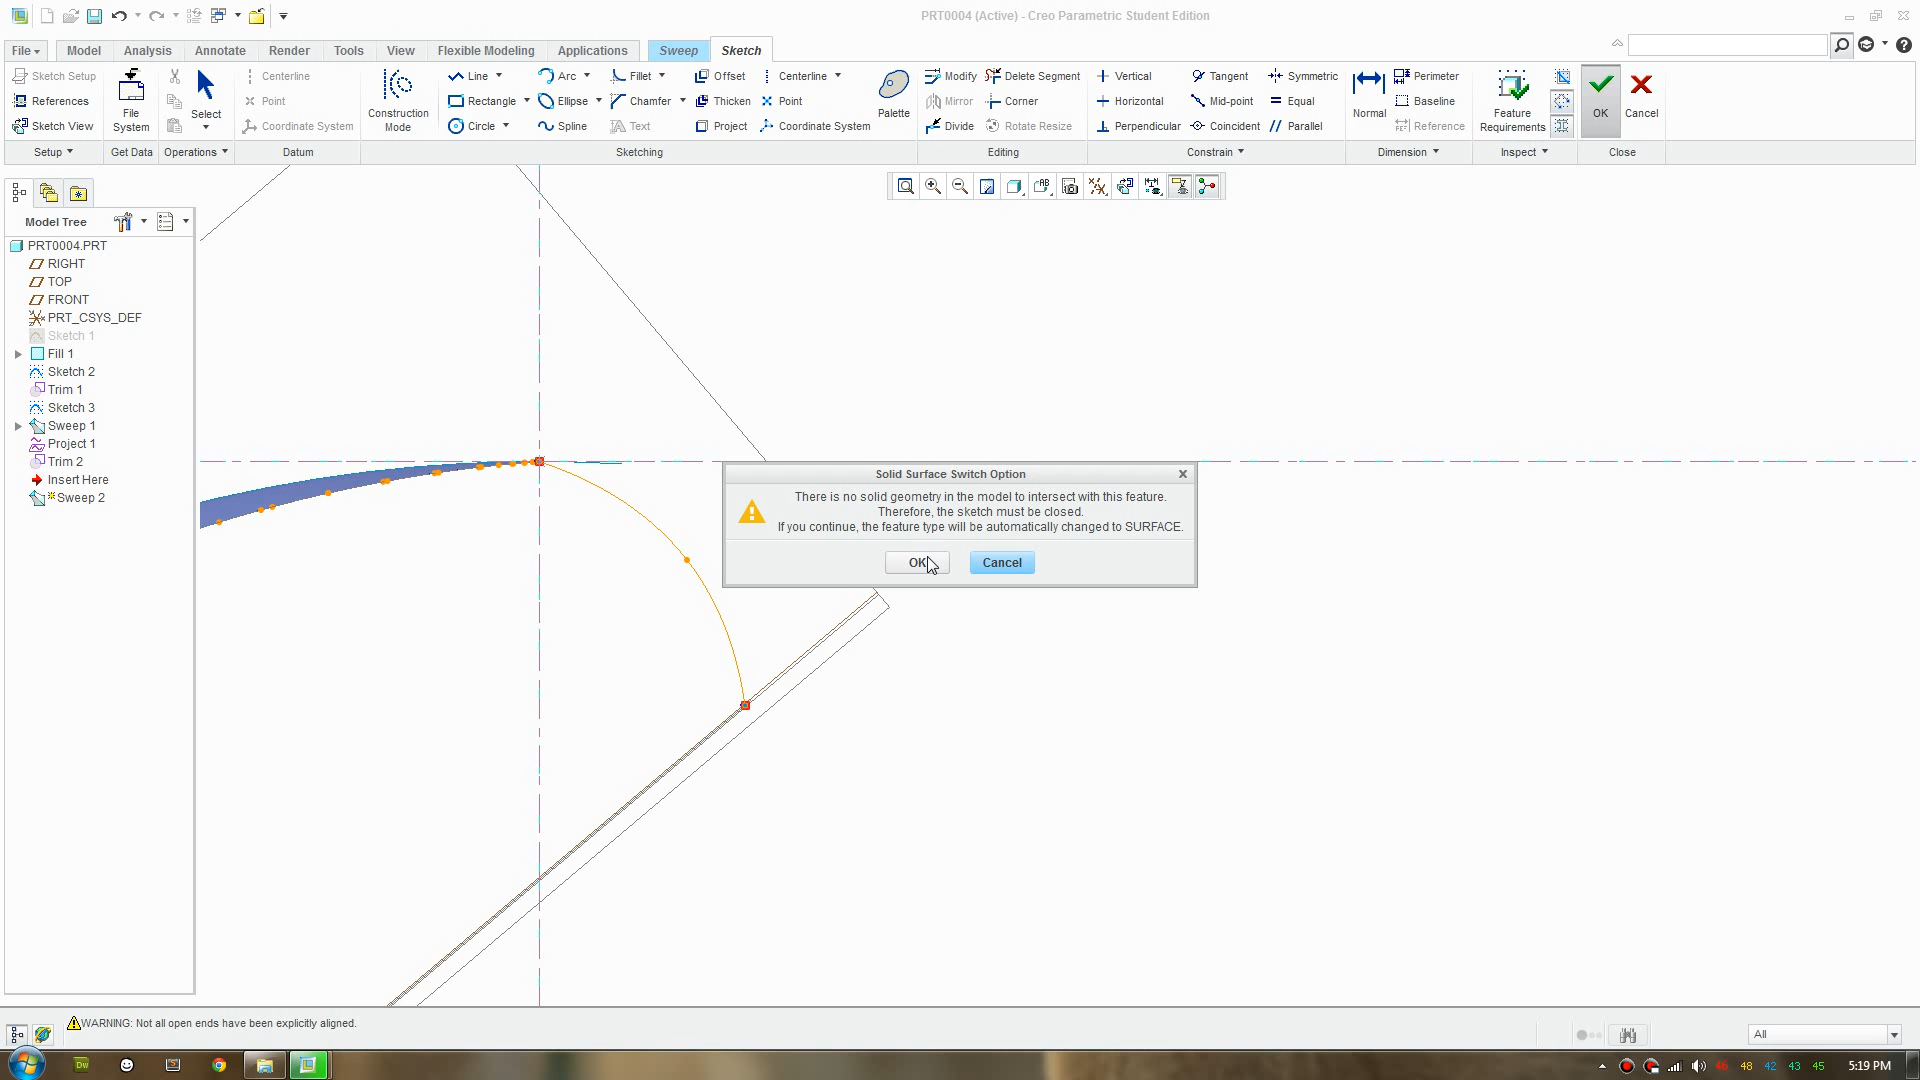 PRT0004 (Active) - Creo Parametric Student Edition
File Model Analysis Annotate Render Tools View Flexible Modeling Applications Sweep Sketch
Sketch Setup
References
Sketch View
Setup
File System
Get Data
Select
Operations
Centerline
Point
Coordinate System
Datum
Construction Mode
Line Arc Fillet Offset Centerline
Rectangle Ellipse Chamfer Thicken Point
Circle Spline Text Project Coordinate System
Palette
Sketching
Modify Delete Segment
Mirror Corner
Divide Rotate Resize
Editing
Vertical Tangent Symmetric
Horizontal Mid-point Equal
Perpendicular Coincident Parallel
Constrain
Normal
Perimeter
Baseline
Reference
Dimension
Feature Requirements
Inspect
OK
Cancel
Close
Model Tree
PRT0004.PRT
RIGHT
TOP
FRONT
PRT_CSYS_DEF
Sketch 1
Fill 1
Sketch 2
Trim 1
Sketch 3
Sweep 1
Project 1
Trim 2
Insert Here
Sweep 2
Solid Surface Switch Option
There is no solid geometry in the model to intersect with this feature.
Therefore, the sketch must be closed.
If you continue, the feature type will be automatically changed to SURFACE.
OK Cancel
WARNING: Not all open ends have been explicitly aligned.
All
Dw
46 48 42 43 45 5:19 PM